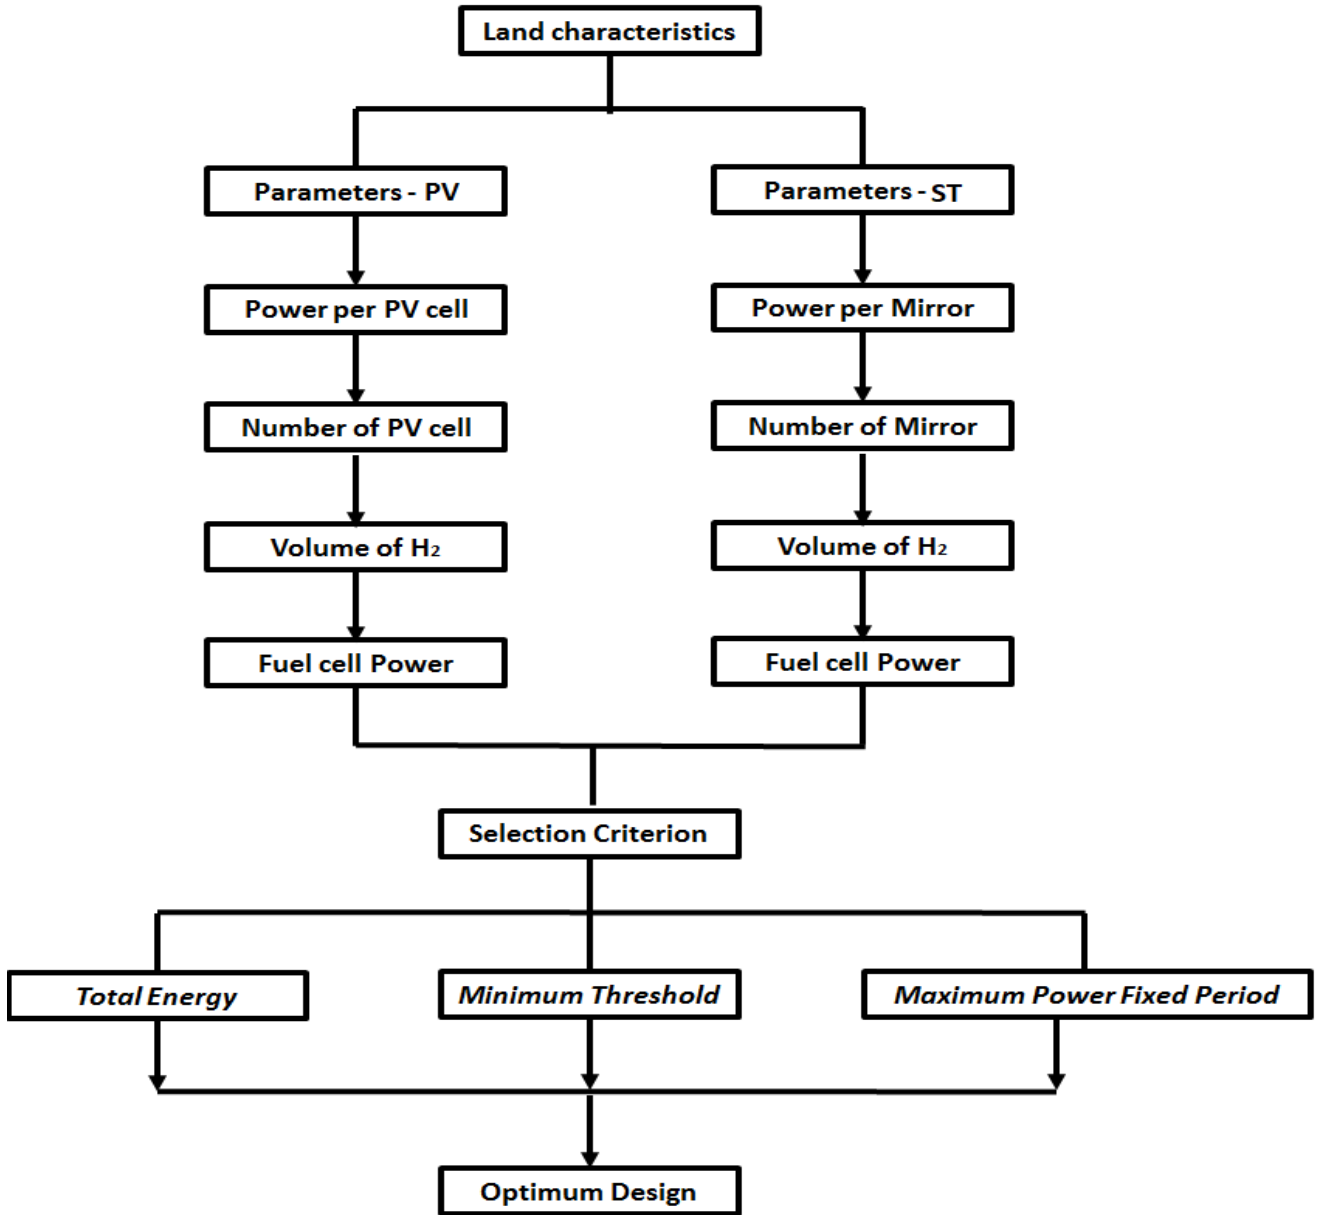 Land characteristics
Parameters - PV
Parameters - ST
Power per PV cell
Power per Mirror
Number of PV cell
Number of Mirror
Volume of H₂
Volume of H₂
Fuel cell Power
Fuel cell Power
Selection Criterion
Total Energy
Minimum Threshold
Maximum Power Fixed Period
Optimum Design